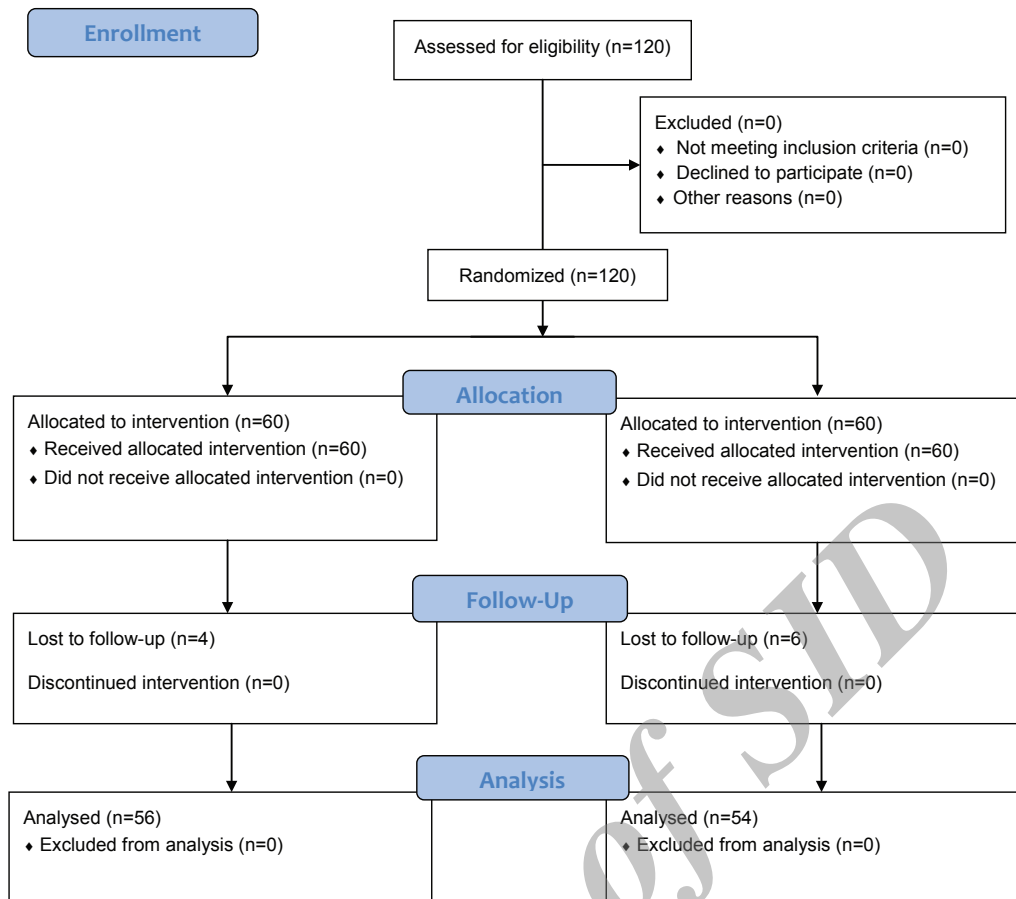 Enrollment
Assessed for eligibility (n=120)
Excluded (n=0)
♦ Not meeting inclusion criteria (n=0)
♦ Declined to participate (n=0)
♦ Other reasons (n=0)
Randomized (n=120)
Allocation
Allocated to intervention (n=60)
♦ Received allocated intervention (n=60)
♦ Did not receive allocated intervention (n=0)
Allocated to intervention (n=60)
♦ Received allocated intervention (n=60)
♦ Did not receive allocated intervention (n=0)
Follow-Up
Lost to follow-up (n=4)
Discontinued intervention (n=0)
Lost to follow-up (n=6)
Discontinued intervention (n=0)
Analysis
Analysed (n=56)
♦ Excluded from analysis (n=0)
Analysed (n=54)
♦ Excluded from analysis (n=0)
of SID